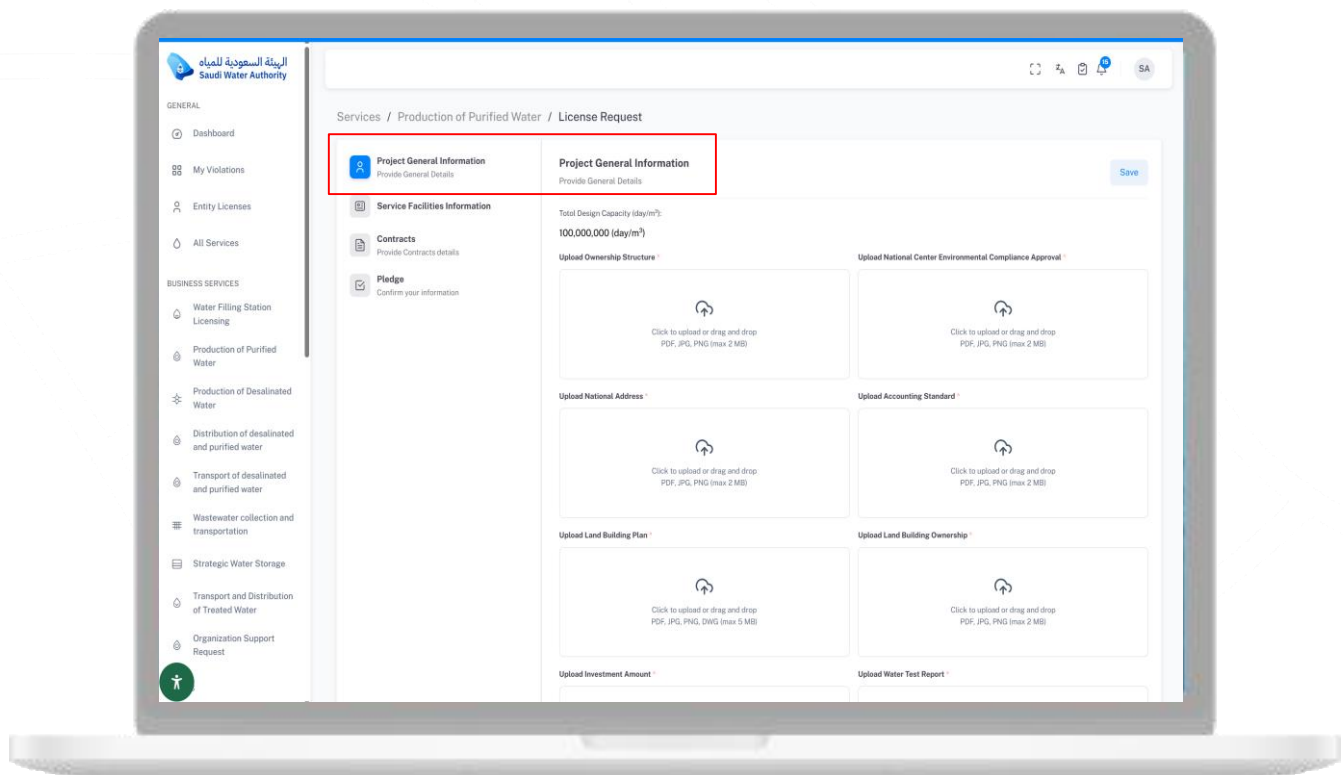 الهيئة السعودية للمياه
Saudi Water Authority
15
SA
GENERAL
Dashboard
My Violations
Entity Licenses
All Services
BUSINESS SERVICES
Water Filling Station
Licensing
Production of Purified
Water
Production of Desalinated
Water
Distribution of desalinated
and purified water
Transport of desalinated
and purified water
Wastewater collection and
transportation
Strategic Water Storage
Transport and Distribution
of Treated Water
Organization Support
Request
Services / Production of Purified Water / License Request
Project General Information
Provide General Details
Service Facilities Information
Contracts
Provide Contracts details
Pledge
Confirm your information
Project General Information
Provide General Details
Save
Totol Design Capacity (day/m³):
100,000,000 (day/m³)
Upload Ownership Structure *
Click to upload or drag and drop
PDF, JPG, PNG (max 2 MB)
Upload National Center Environmental Compliance Approval *
Click to upload or drag and drop
PDF, JPG, PNG (max 2 MB)
Upload National Address *
Click to upload or drag and drop
PDF, JPG, PNG (max 2 MB)
Upload Accounting Standard *
Click to upload or drag and drop
PDF, JPG, PNG (max 2 MB)
Upload Land Building Plan *
Click to upload or drag and drop
PDF, JPG, PNG, DWG (max 5 MB)
Upload Land Building Ownership *
Click to upload or drag and drop
PDF, JPG, PNG (max 2 MB)
Upload Investment Amount *
Upload Water Test Report *